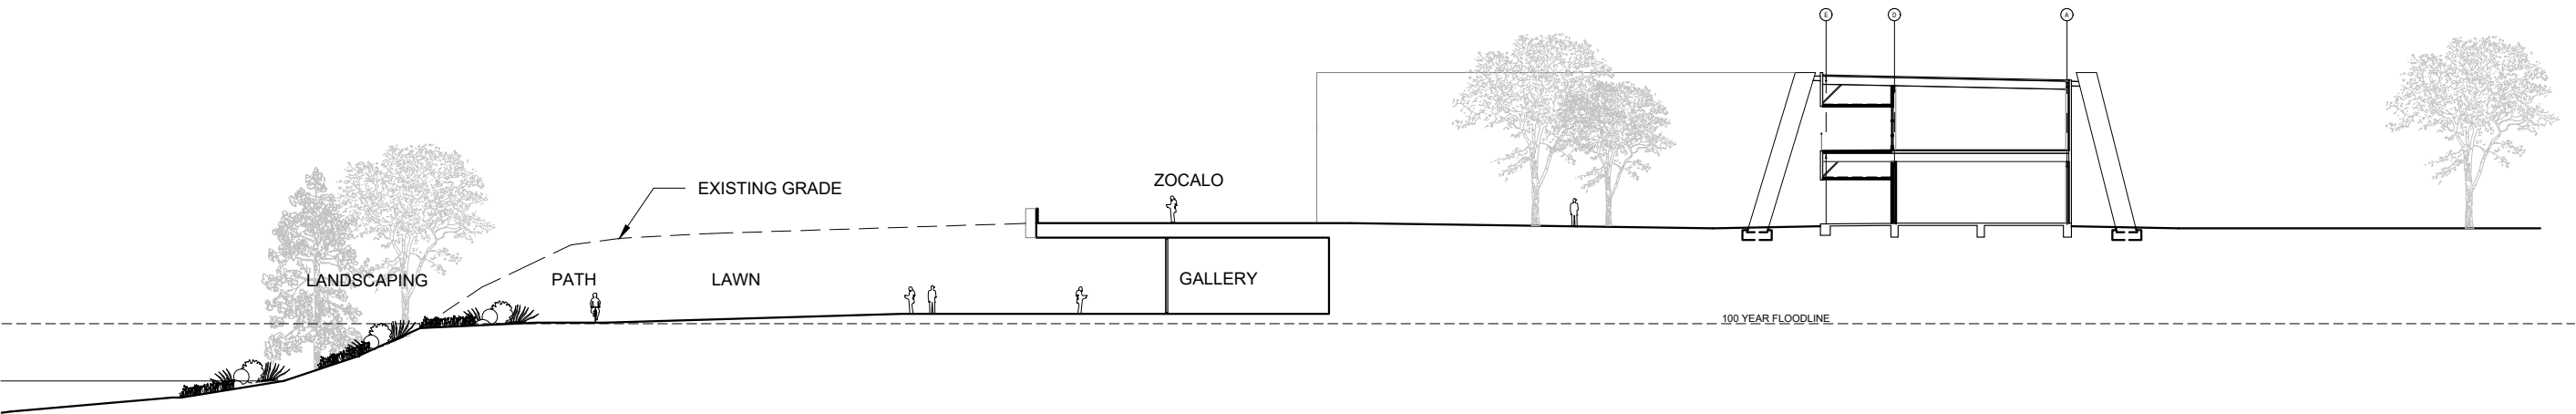 E
D
A
ZOCALO
EXISTING GRADE
LANDSCAPING
PATH
LAWN
GALLERY
100 YEAR FLOODLINE